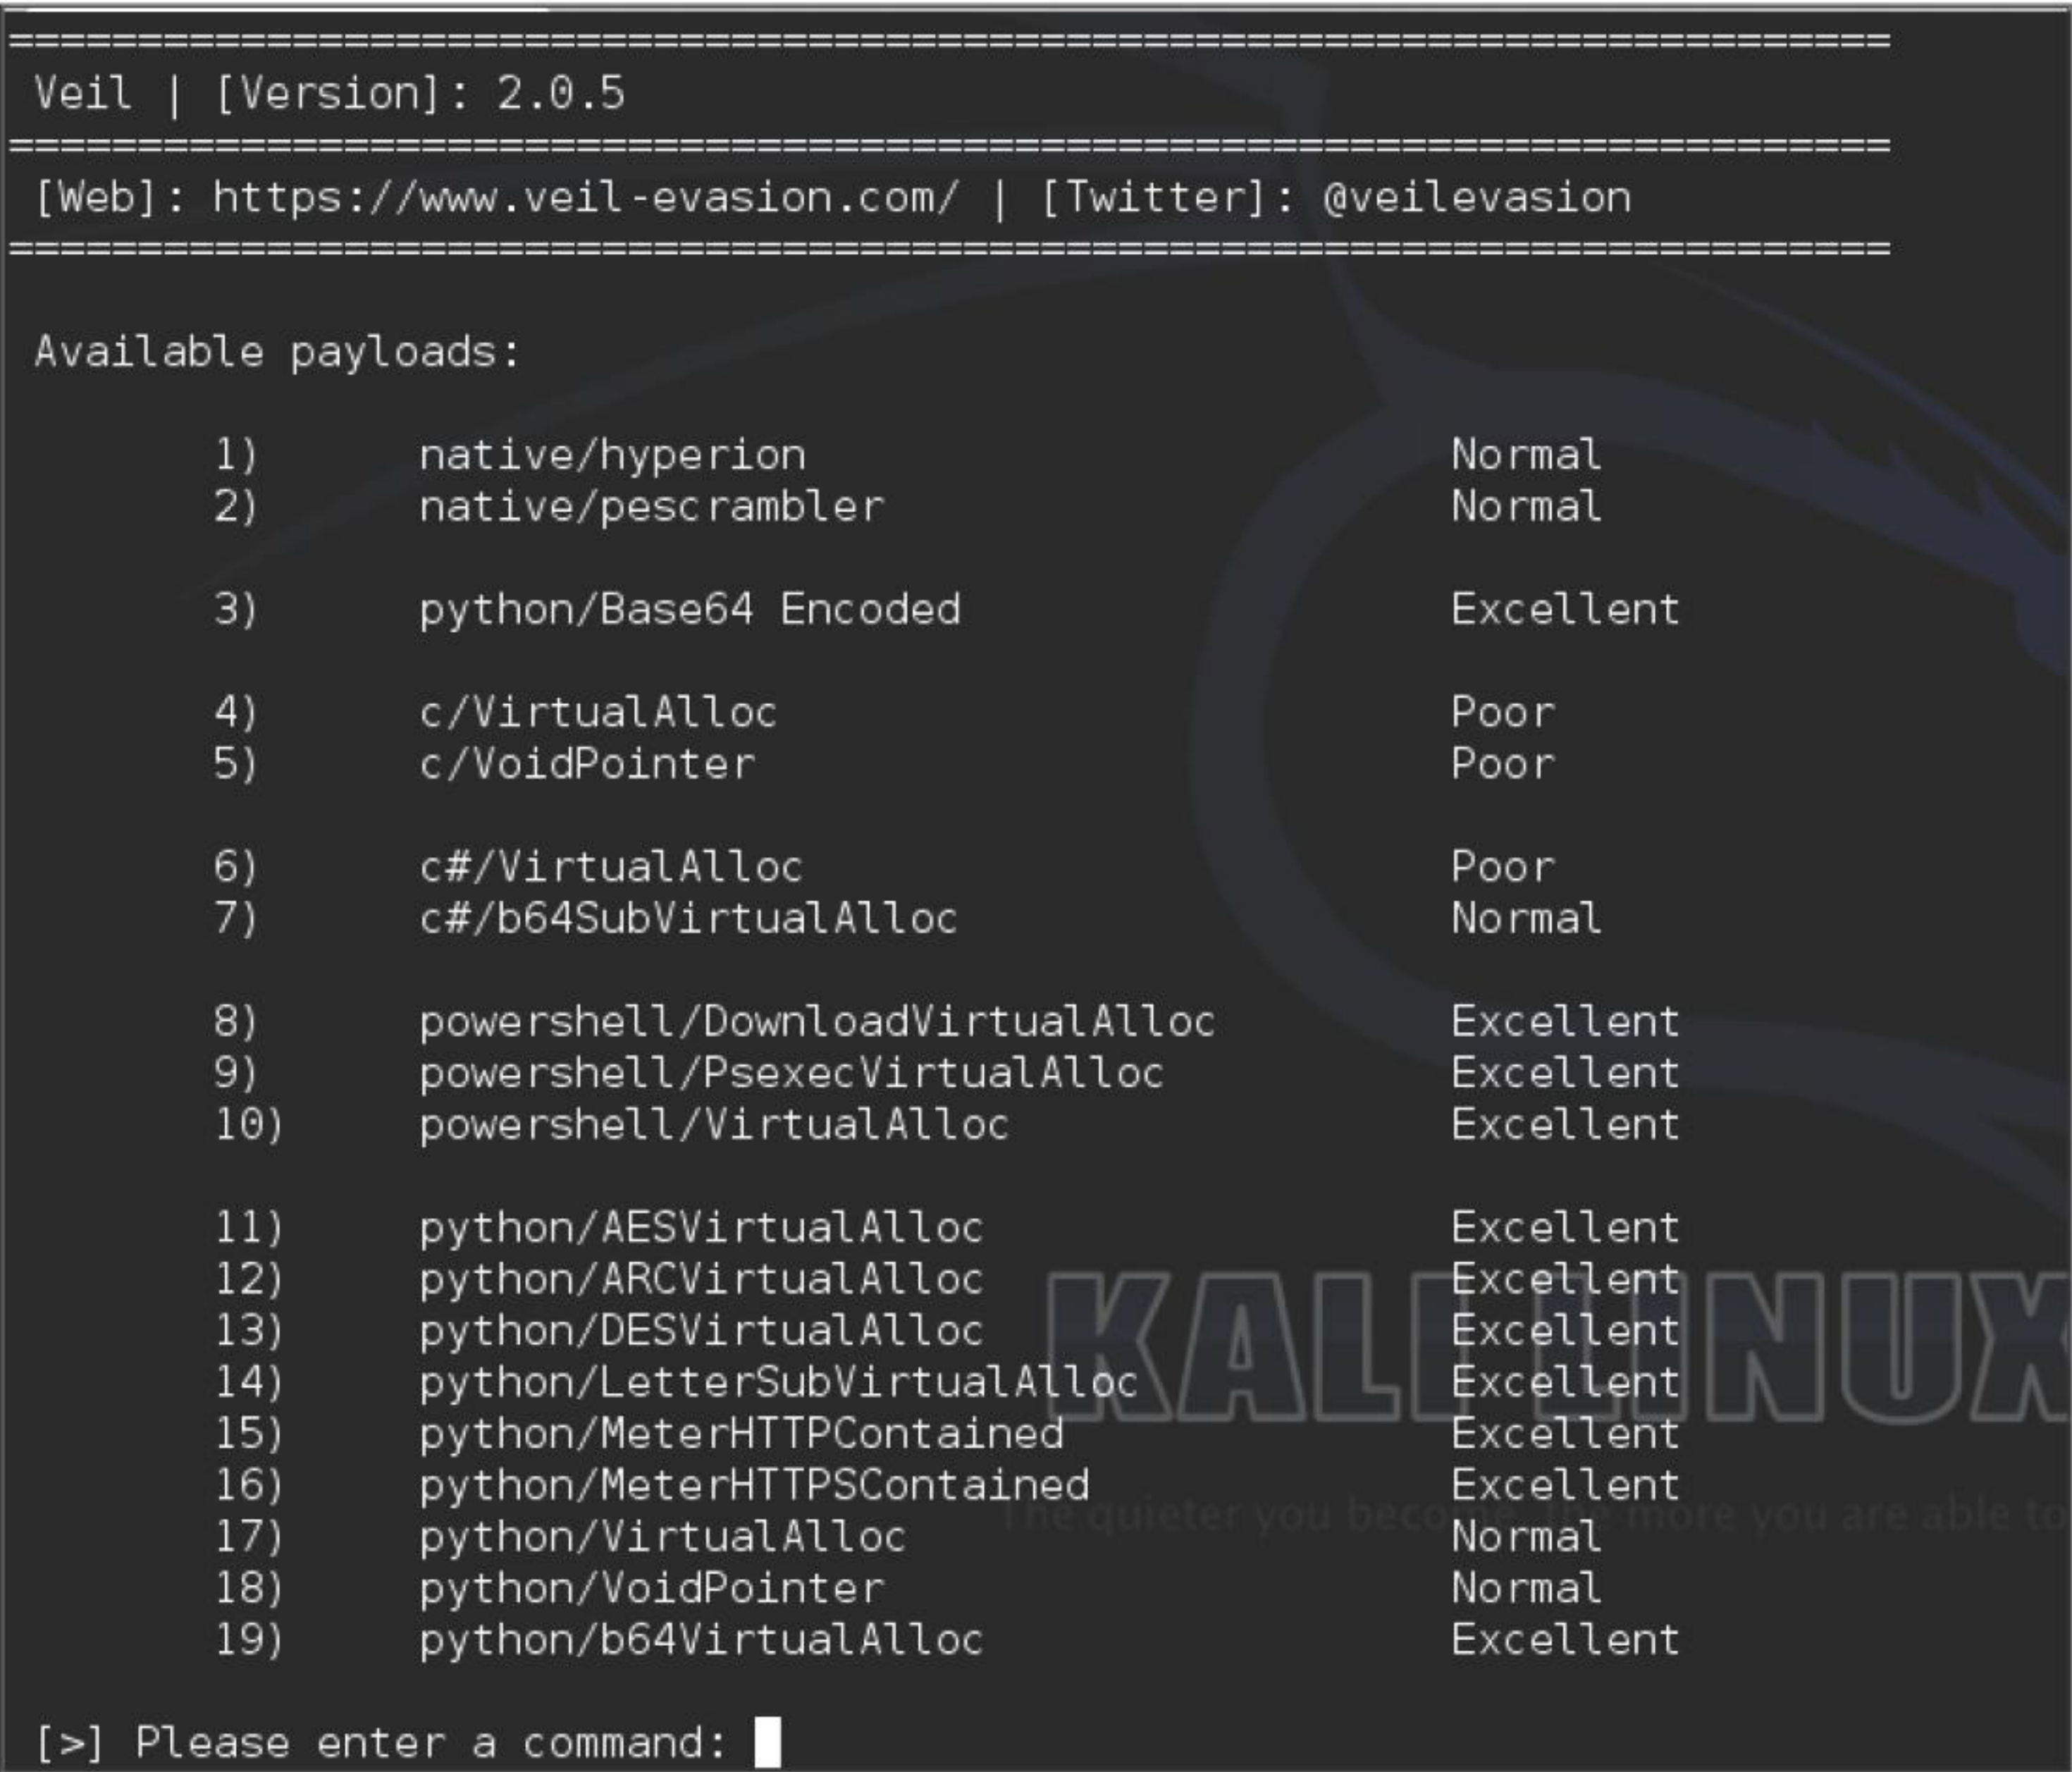 ================================================================================
Veil | [Version]: 2.0.5
================================================================================
[Web]: https://www.veil-evasion.com/ | [Twitter]: @veilevasion
================================================================================
Available payloads:
1) native/hyperion Normal
2) native/pescrambler Normal
3) python/Base64 Encoded Excellent
4) c/VirtualAlloc Poor
5) c/VoidPointer Poor
6) c#/VirtualAlloc Poor
7) c#/b64SubVirtualAlloc Normal
8) powershell/DownloadVirtualAlloc Excellent
9) powershell/PsexecVirtualAlloc Excellent
10) powershell/VirtualAlloc Excellent
11) python/AESVirtualAlloc Excellent
12) python/ARCVirtualAlloc Excellent
13) python/DESVirtualAlloc Excellent
14) python/LetterSubVirtualAlloc Excellent
15) python/MeterHTTPContained Excellent
16) python/MeterHTTPSContained Excellent
17) python/VirtualAlloc Normal
18) python/VoidPointer Normal
19) python/b64VirtualAlloc Excellent
[>] Please enter a command:
KALI LINUX
The quieter you become, the more you are able to